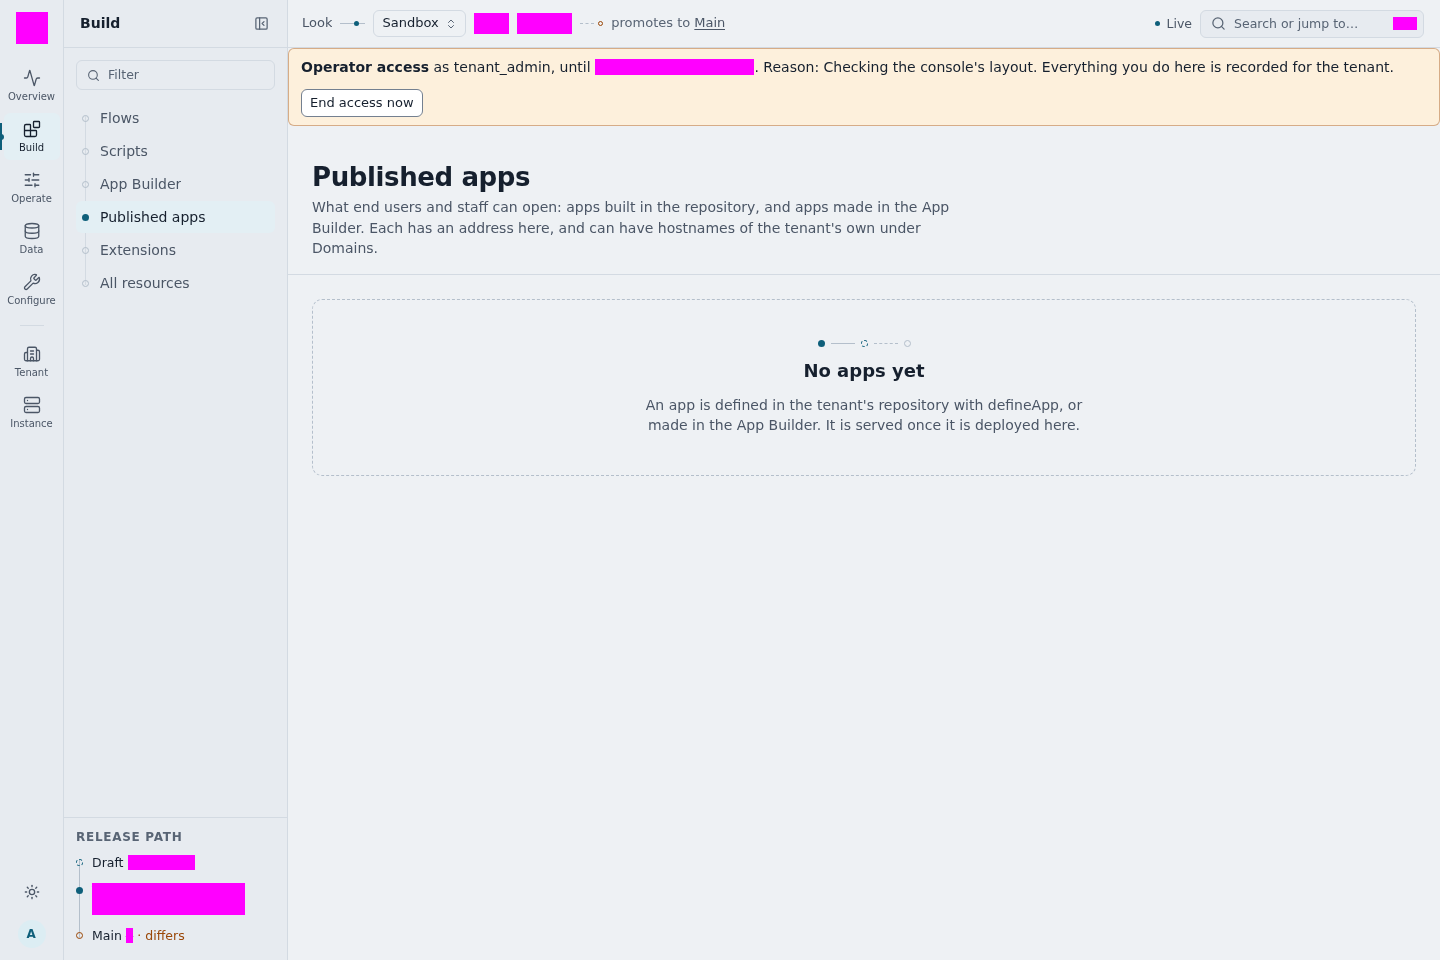 Overview
Build
Operate
Data
Configure
Tenant
Instance
A
Build
Filter
Flows
Scripts
App Builder
Published apps
Extensions
All resources
RELEASE PATH
Draft
Main · differs
Look
Sandbox
promotes to Main
Live
Search or jump to…
Operator access as tenant_admin, until . Reason: Checking the console's layout. Everything you do here is recorded for the tenant.
End access now
Published apps
What end users and staff can open: apps built in the repository, and apps made in the App
Builder. Each has an address here, and can have hostnames of the tenant's own under
Domains.
No apps yet
An app is defined in the tenant's repository with defineApp, or
made in the App Builder. It is served once it is deployed here.